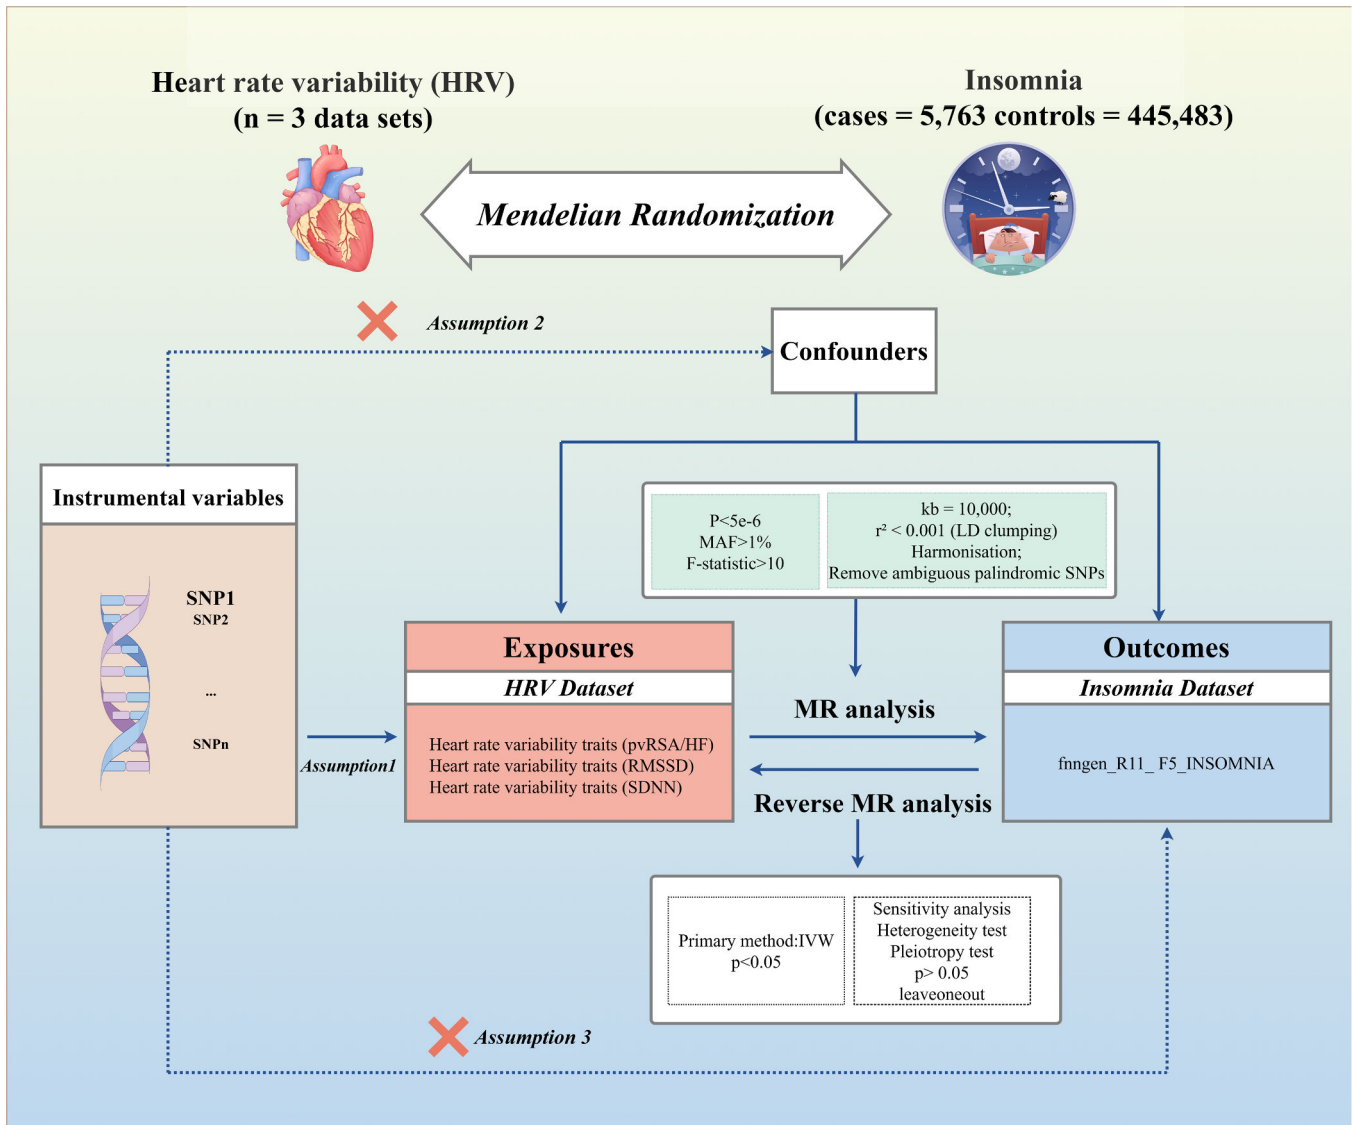 Heart rate variability (HRV)
(n = 3 data sets)
Insomnia
(cases = 5,763 controls = 445,483)
Mendelian Randomization
Assumption 2
Confounders
Instrumental variables
SNP1
SNP2
...
SNPn
P<5e-6
MAF>1%
F-statistic>10
kb = 10,000;
r² < 0.001 (LD clumping)
Harmonisation;
Remove ambiguous palindromic SNPs
Assumption1
Exposures
HRV Dataset
Heart rate variability traits (pvRSA/HF)
Heart rate variability traits (RMSSD)
Heart rate variability traits (SDNN)
MR analysis
Reverse MR analysis
Outcomes
Insomnia Dataset
fnngen_R11_ F5_INSOMNIA
Primary method:IVW
p<0.05
Sensitivity analysis
Heterogeneity test
Pleiotropy test
p> 0.05
leaveoneout
Assumption 3